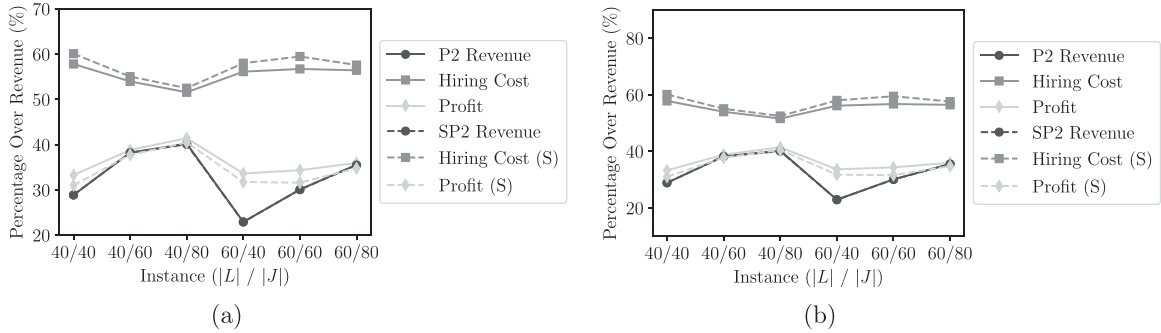 Percentage Over Revenue (%)
70
60
50
40
30
20
40/40 40/60 40/80 60/40 60/60 60/80
Instance (|L| / |J|)
P2 Revenue
Hiring Cost
Profit
SP2 Revenue
Hiring Cost (S)
Profit (S)
(a)
Percentage Over Revenue (%)
80
60
40
20
40/40 40/60 40/80 60/40 60/60 60/80
Instance (|L| / |J|)
P2 Revenue
Hiring Cost
Profit
SP2 Revenue
Hiring Cost (S)
Profit (S)
(b)